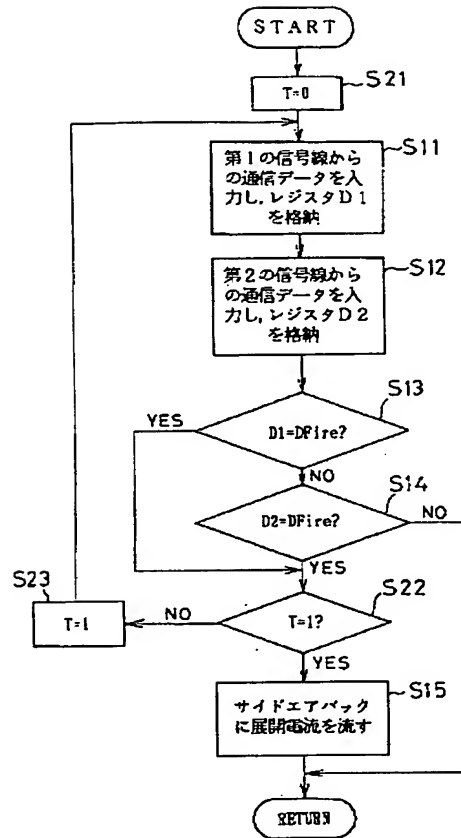 START
S21
T=0
S11
第1の信号線から
の通信データを入
力し,レジスタD1
を格納
S12
第2の信号線から
の通信データを入
力し,レジスタD2
を格納
S13
YES
D1=DFire?
NO
S14
NO
D2=DFire?
YES
S23
S22
T=1
NO
T=1?
YES
S15
サイドエアバック
に展開電流を流す
RETURN